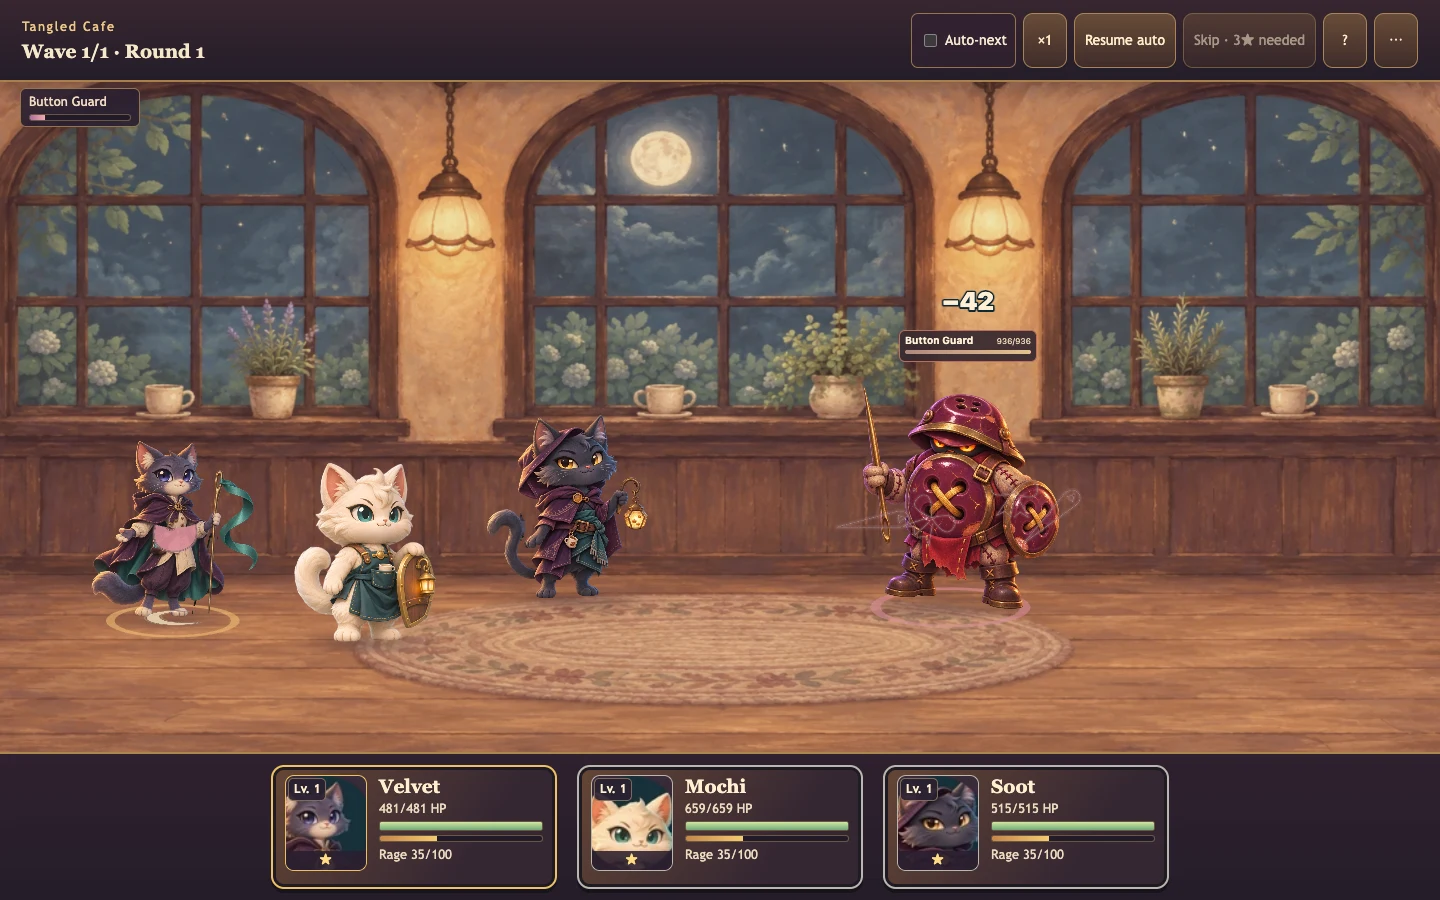 Tangled Cafe
Wave 1/1 · Round 1
Auto-next
×1
Resume auto
Skip · 3★ needed
?
···
Button Guard
−42
Button Guard 936/936
Lv. 1
Velvet
481/481 HP
Rage 35/100
Lv. 1
Mochi
659/659 HP
Rage 35/100
Lv. 1
Soot
515/515 HP
Rage 35/100